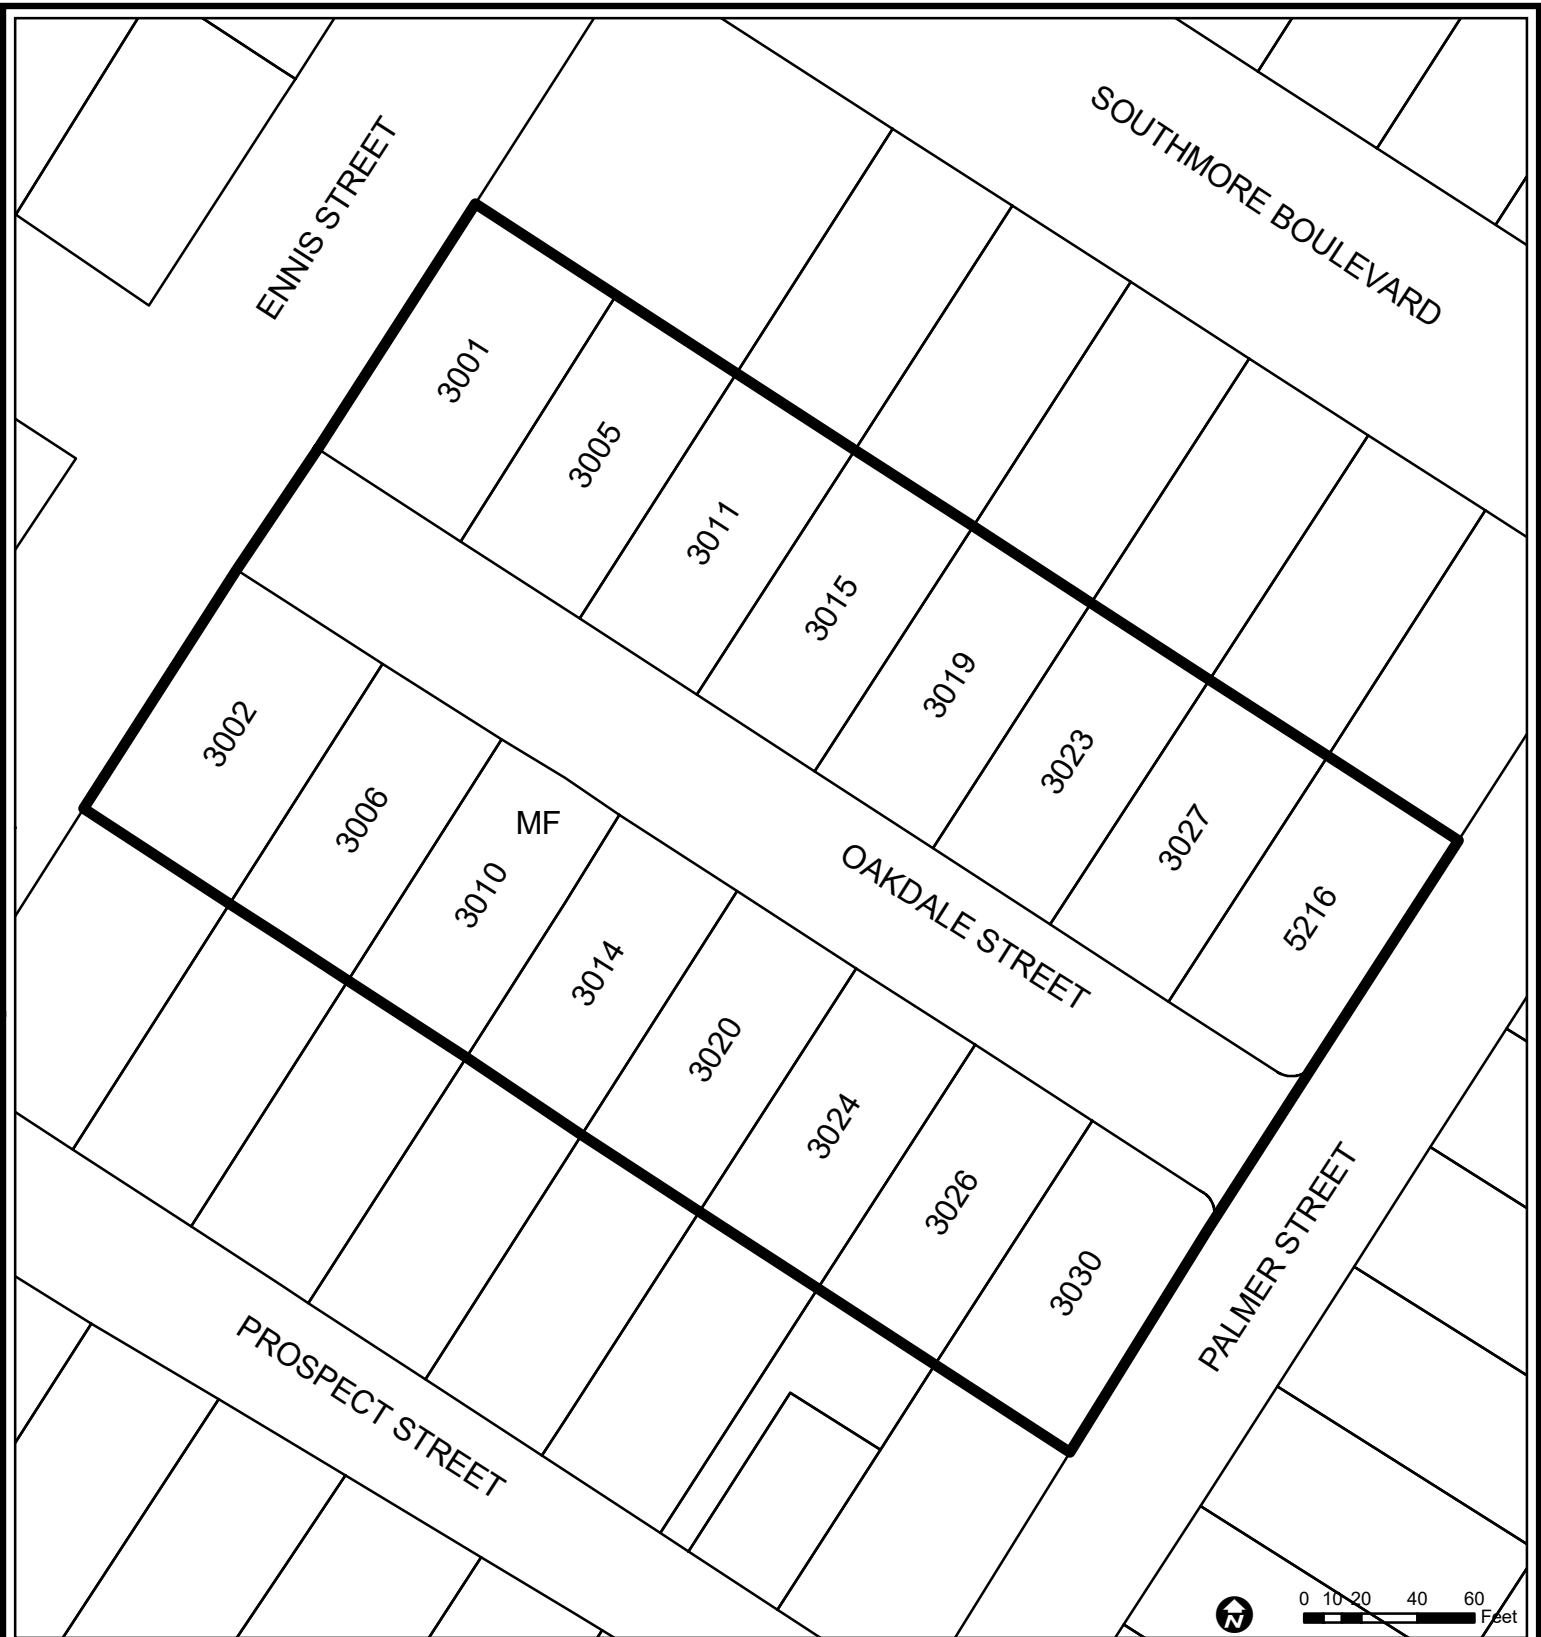 SOUTHMORE BOULEVARD
ENNIS STREET
3001
3005
3011
3015
3019
3023
3027
5216
OAKDALE STREET
3002
3006
MF
3010
3014
3020
3024
3026
3030
PALMER STREET
PROSPECT STREET
N
0 10 20 40 60
Feet